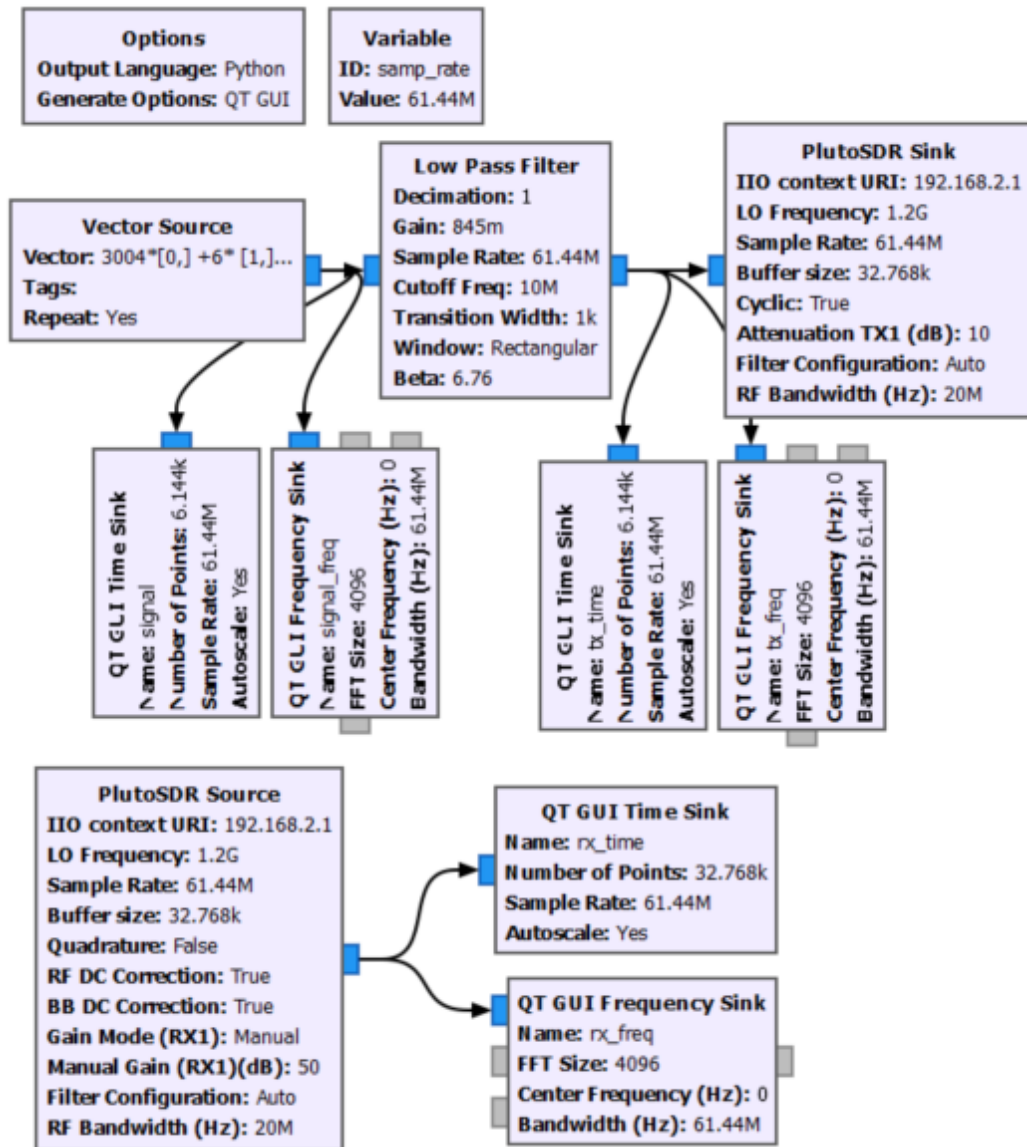 Options
Output Language: Python
Generate Options: QT GUI
Variable
ID: samp_rate
Value: 61.44M
Vector Source
Vector: 3004*[0,] +6* [1,]...
Tags:
Repeat: Yes
Low Pass Filter
Decimation: 1
Gain: 845m
Sample Rate: 61.44M
Cutoff Freq: 10M
Transition Width: 1k
Window: Rectangular
Beta: 6.76
PlutoSDR Sink
IIO context URI: 192.168.2.1
LO Frequency: 1.2G
Sample Rate: 61.44M
Buffer size: 32.768k
Cyclic: True
Attenuation TX1 (dB): 10
Filter Configuration: Auto
RF Bandwidth (Hz): 20M
QT GUI Time Sink
Name: signal
Number of Points: 6.144k
Sample Rate: 61.44M
Autoscale: Yes
QT GUI Frequency Sink
Name: signal_freq
FFT Size: 4096
Center Frequency (Hz): 0
Bandwidth (Hz): 61.44M
QT GUI Time Sink
Name: tx_time
Number of Points: 6.144k
Sample Rate: 61.44M
Autoscale: Yes
QT GUI Frequency Sink
Name: tx_freq
FFT Size: 4096
Center Frequency (Hz): 0
Bandwidth (Hz): 61.44M
PlutoSDR Source
IIO context URI: 192.168.2.1
LO Frequency: 1.2G
Sample Rate: 61.44M
Buffer size: 32.768k
Quadrature: False
RF DC Correction: True
BB DC Correction: True
Gain Mode (RX1): Manual
Manual Gain (RX1)(dB): 50
Filter Configuration: Auto
RF Bandwidth (Hz): 20M
QT GUI Time Sink
Name: rx_time
Number of Points: 32.768k
Sample Rate: 61.44M
Autoscale: Yes
QT GUI Frequency Sink
Name: rx_freq
FFT Size: 4096
Center Frequency (Hz): 0
Bandwidth (Hz): 61.44M